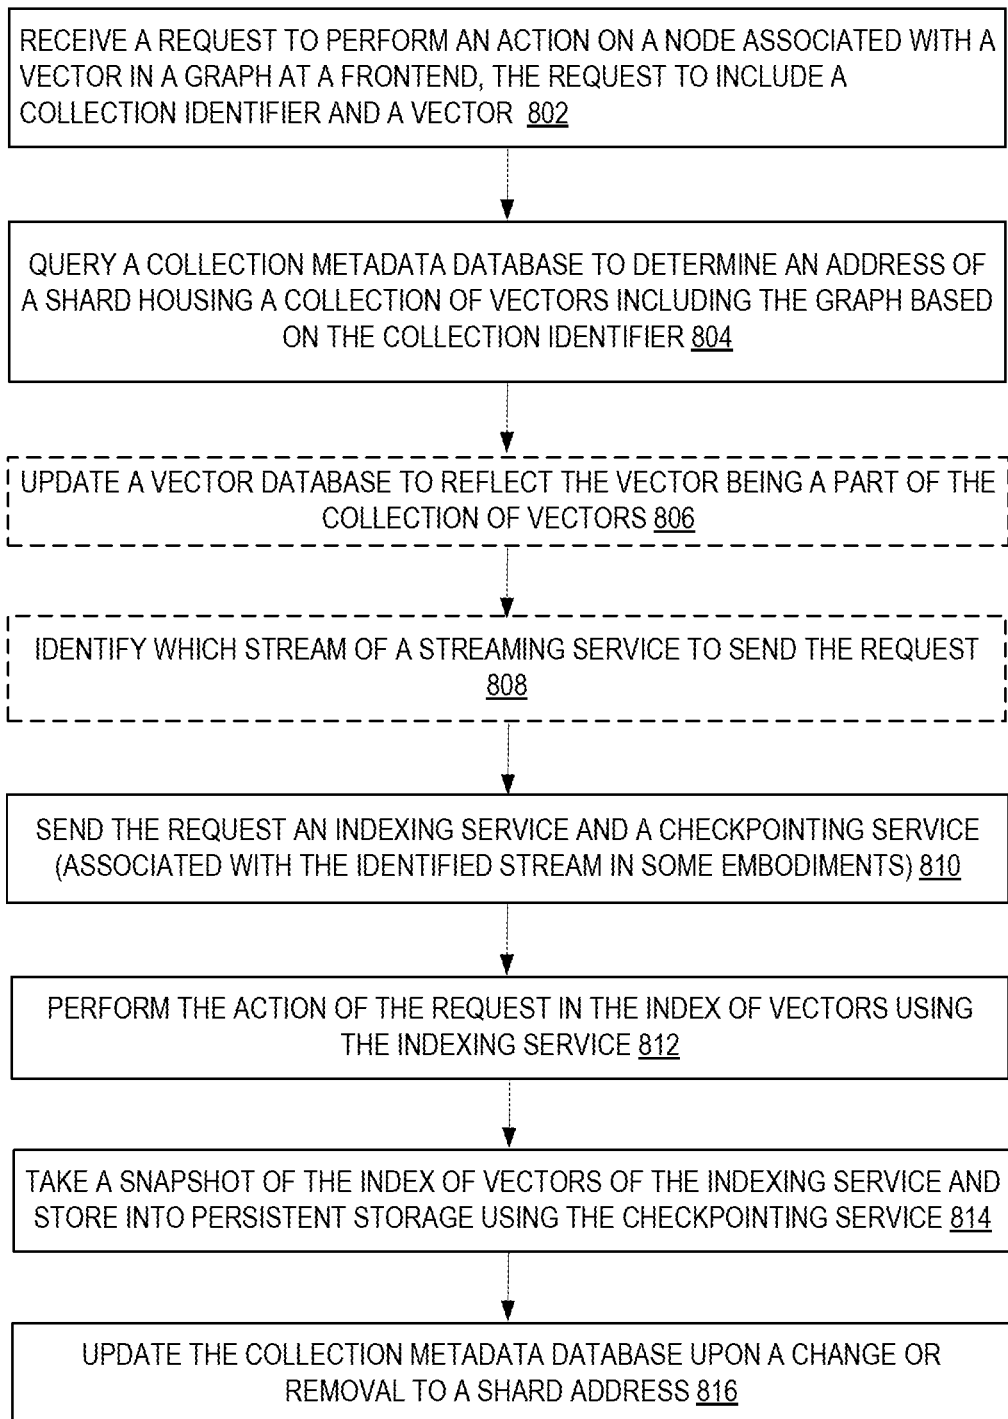 RECEIVE A REQUEST TO PERFORM AN ACTION ON A NODE ASSOCIATED WITH A
VECTOR IN A GRAPH AT A FRONTEND, THE REQUEST TO INCLUDE A
COLLECTION IDENTIFIER AND A VECTOR 802
QUERY A COLLECTION METADATA DATABASE TO DETERMINE AN ADDRESS OF
A SHARD HOUSING A COLLECTION OF VECTORS INCLUDING THE GRAPH BASED
ON THE COLLECTION IDENTIFIER 804
UPDATE A VECTOR DATABASE TO REFLECT THE VECTOR BEING A PART OF THE
COLLECTION OF VECTORS 806
IDENTIFY WHICH STREAM OF A STREAMING SERVICE TO SEND THE REQUEST
808
SEND THE REQUEST AN INDEXING SERVICE AND A CHECKPOINTING SERVICE
(ASSOCIATED WITH THE IDENTIFIED STREAM IN SOME EMBODIMENTS) 810
PERFORM THE ACTION OF THE REQUEST IN THE INDEX OF VECTORS USING
THE INDEXING SERVICE 812
TAKE A SNAPSHOT OF THE INDEX OF VECTORS OF THE INDEXING SERVICE AND
STORE INTO PERSISTENT STORAGE USING THE CHECKPOINTING SERVICE 814
UPDATE THE COLLECTION METADATA DATABASE UPON A CHANGE OR
REMOVAL TO A SHARD ADDRESS 816